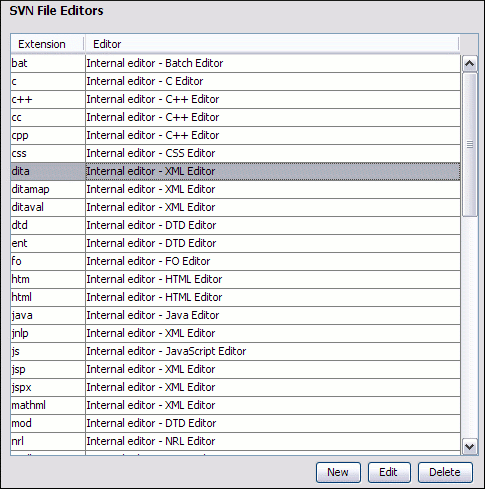 SVN File Editors
Extension Editor
bat Internal editor - Batch Editor
c Internal editor - C Editor
c++ Internal editor - C++ Editor
cc Internal editor - C++ Editor
cpp Internal editor - C++ Editor
css Internal editor - CSS Editor
dita Internal editor - XML Editor
ditamap Internal editor - XML Editor
ditaval Internal editor - XML Editor
dtd Internal editor - DTD Editor
ent Internal editor - DTD Editor
fo Internal editor - FO Editor
htm Internal editor - HTML Editor
html Internal editor - HTML Editor
java Internal editor - Java Editor
jnlp Internal editor - XML Editor
js Internal editor - JavaScript Editor
jsp Internal editor - XML Editor
jspx Internal editor - XML Editor
mathml Internal editor - XML Editor
mod Internal editor - DTD Editor
nrl Internal editor - NRL Editor
New Edit Delete